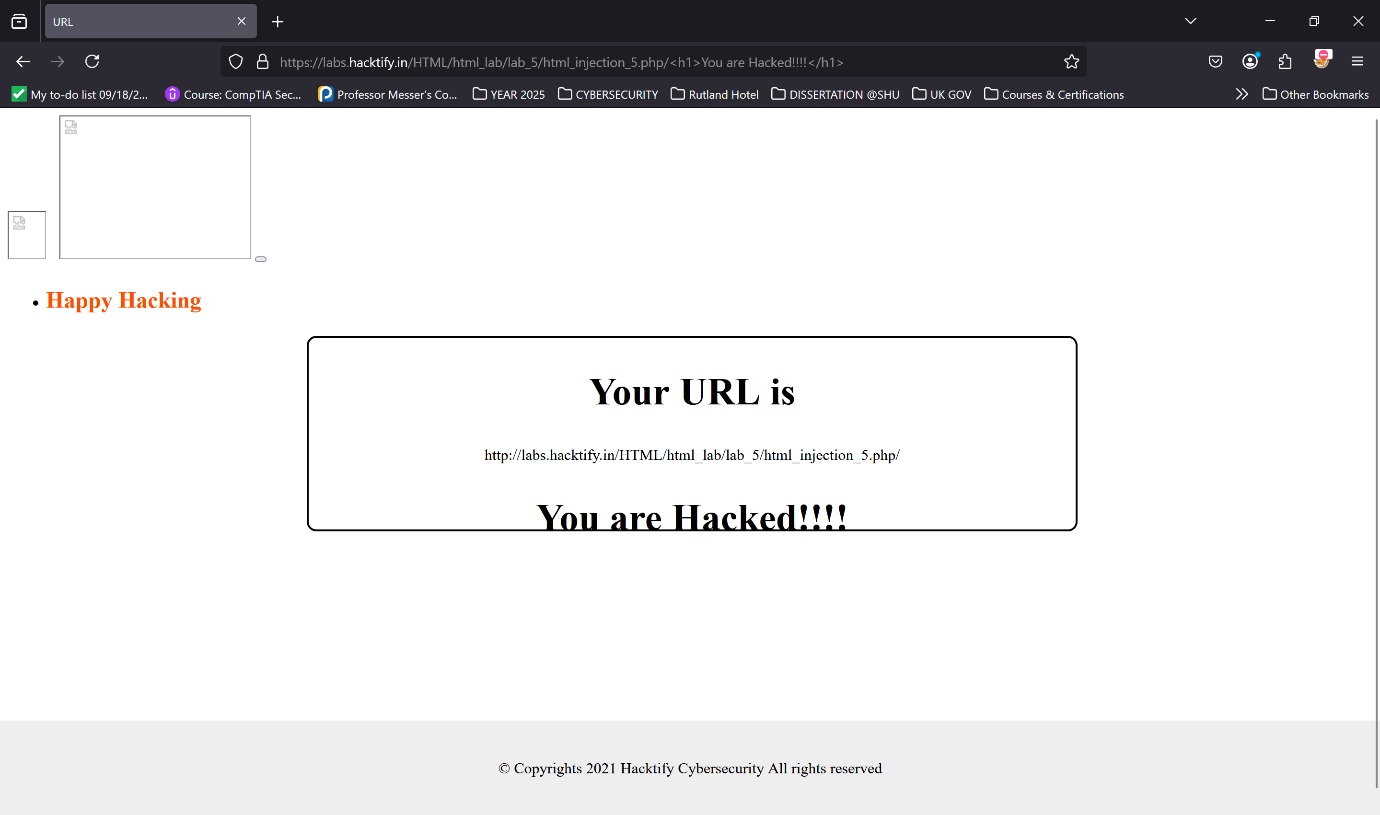 URL
https://labs.hacktify.in/HTML/html_lab/lab_5/html_injection_5.php/<h1>You are Hacked!!!!</h1>
My to-do list 09/18/2... Course: CompTIA Sec... Professor Messer's Co... YEAR 2025 CYBERSECURITY Rutland Hotel DISSERTATION @SHU UK GOV Courses & Certifications Other Bookmarks
Happy Hacking
Your URL is
http://labs.hacktify.in/HTML/html_lab/lab_5/html_injection_5.php/
You are Hacked!!!!
© Copyrights 2021 Hacktify Cybersecurity All rights reserved